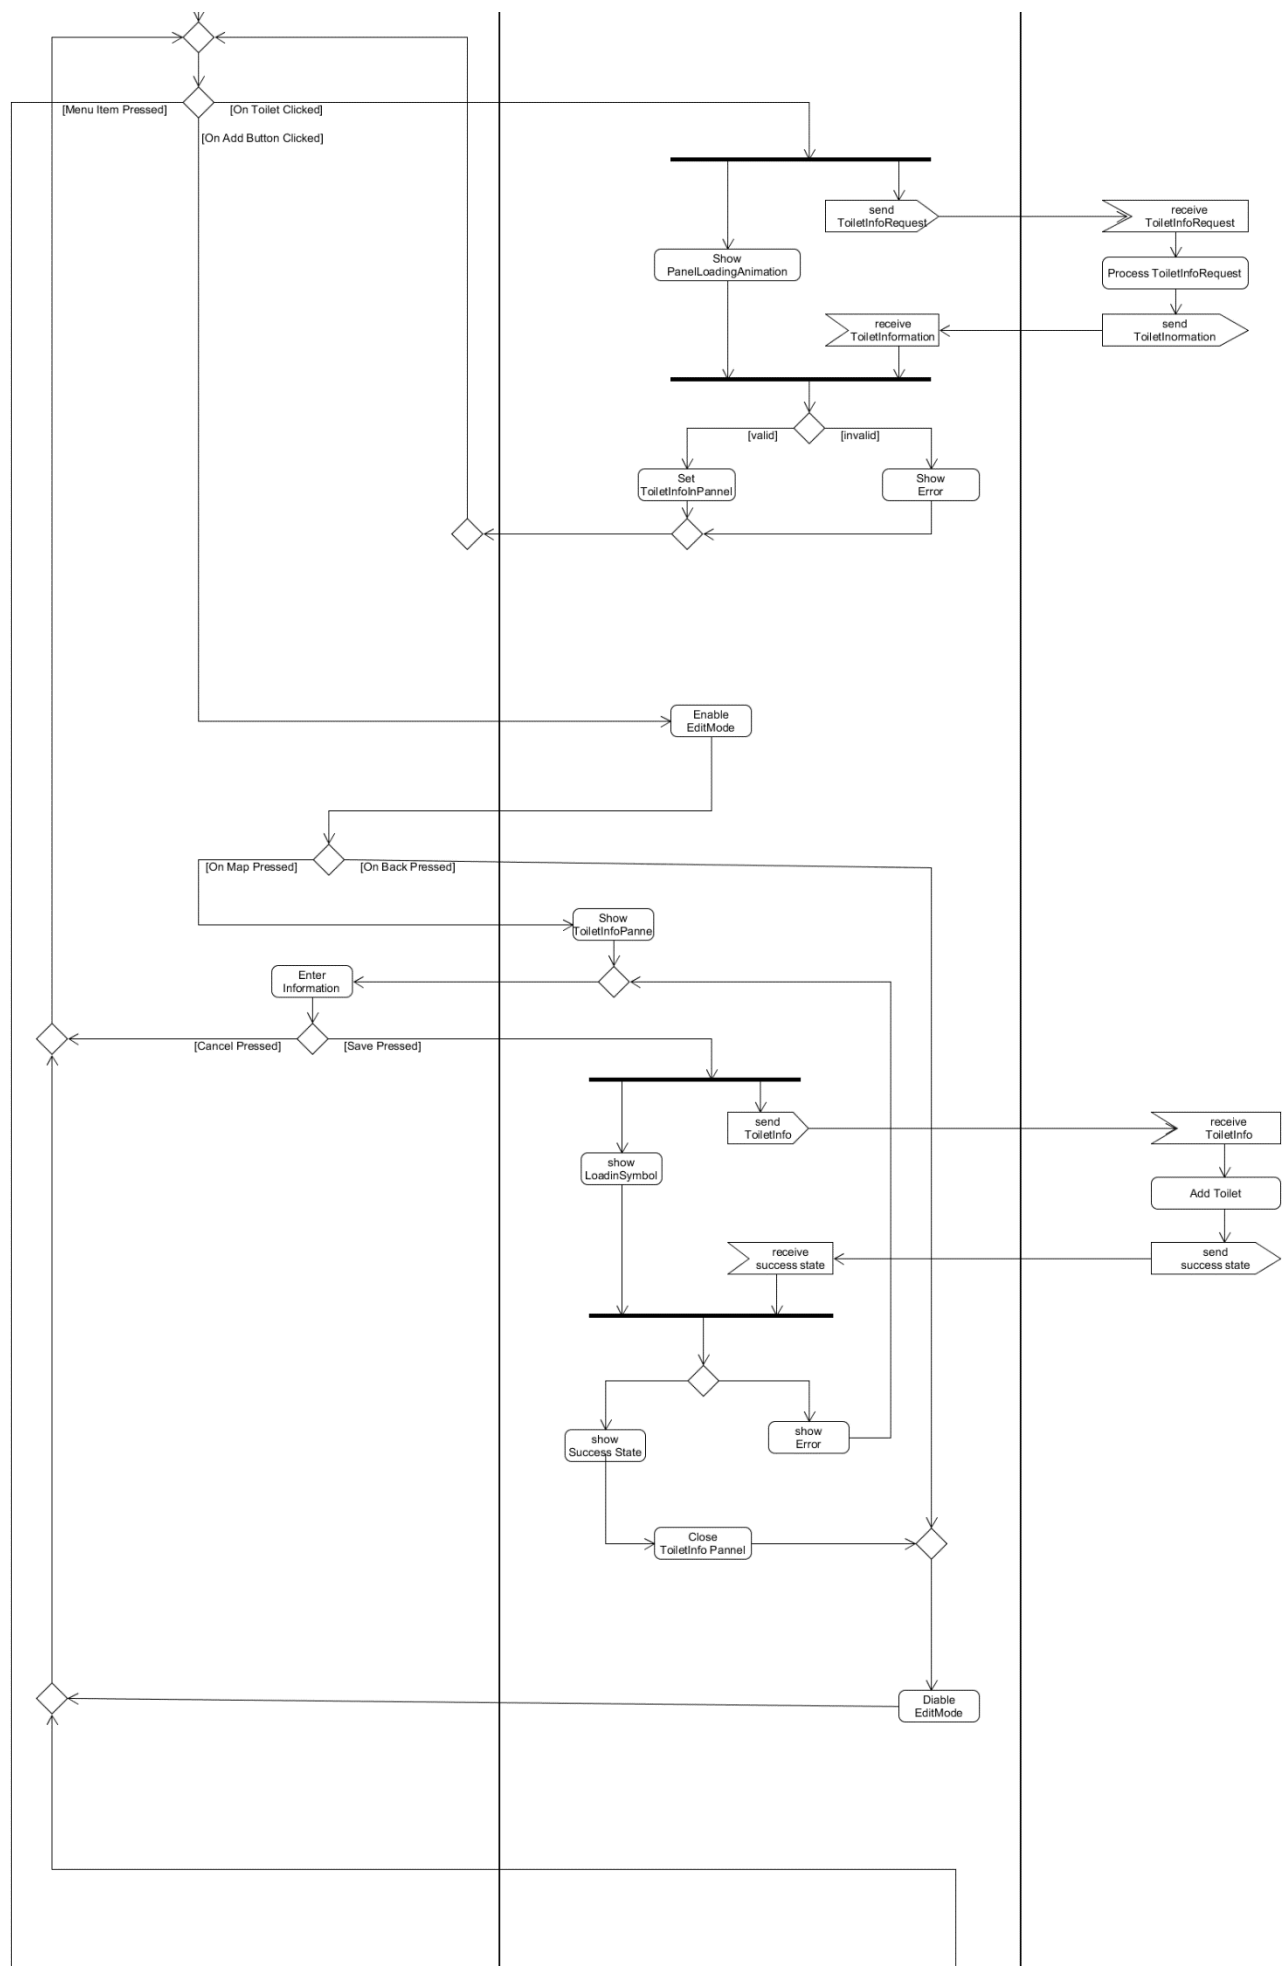 [Menu Item Pressed]
[On Toilet Clicked]
[On Add Button Clicked]
send
ToiletInfoRequest
receive
ToiletInfoRequest
Show
PanelLoadingAnimation
Process ToiletInfoRequest
receive
ToiletInformation
send
ToiletInormation
[valid]
[invalid]
Set
ToiletInfoInPannel
Show
Error
Enable
EditMode
[On Map Pressed]
[On Back Pressed]
Show
ToiletInfoPanne
Enter
Information
[Cancel Pressed]
[Save Pressed]
send
ToiletInfo
receive
ToiletInfo
show
LoadinSymbol
Add Toilet
receive
success state
send
success state
show
Success State
show
Error
Close
ToiletInfo Pannel
Diable
EditMode